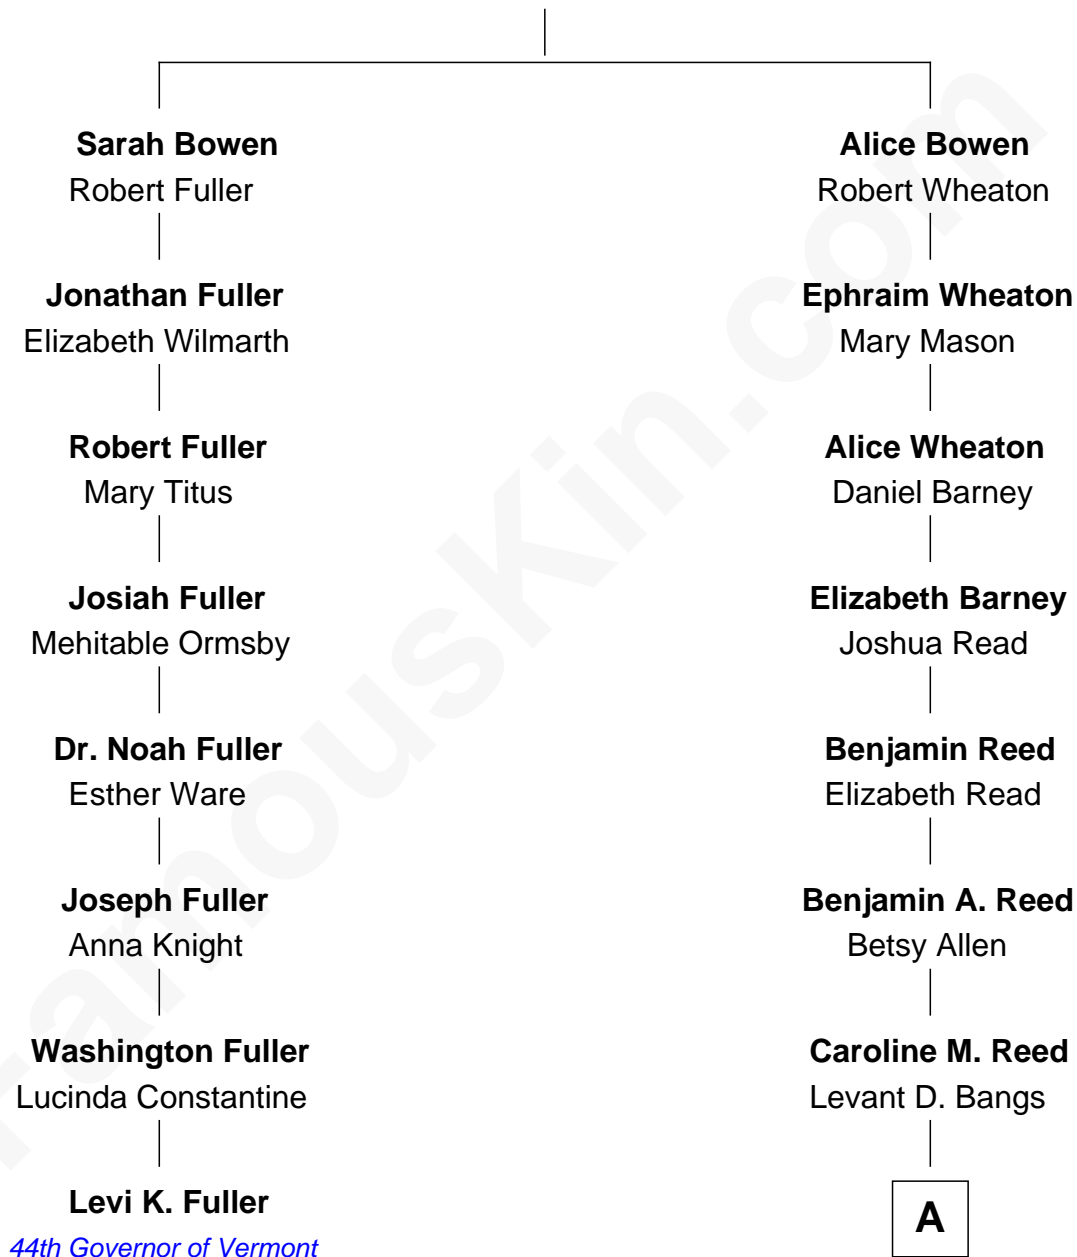 Sarah Bowen
Robert Fuller
Jonathan Fuller
Elizabeth Wilmarth
Robert Fuller
Mary Titus
Josiah Fuller
Mehitable Ormsby
Dr. Noah Fuller
Esther Ware
Joseph Fuller
Anna Knight
Washington Fuller
Lucinda Constantine
Levi K. Fuller
44th Governor of Vermont
Alice Bowen
Robert Wheaton
Ephraim Wheaton
Mary Mason
Alice Wheaton
Daniel Barney
Elizabeth Barney
Joshua Read
Benjamin Reed
Elizabeth Read
Benjamin A. Reed
Betsy Allen
Caroline M. Reed
Levant D. Bangs
A
FamousKin.com